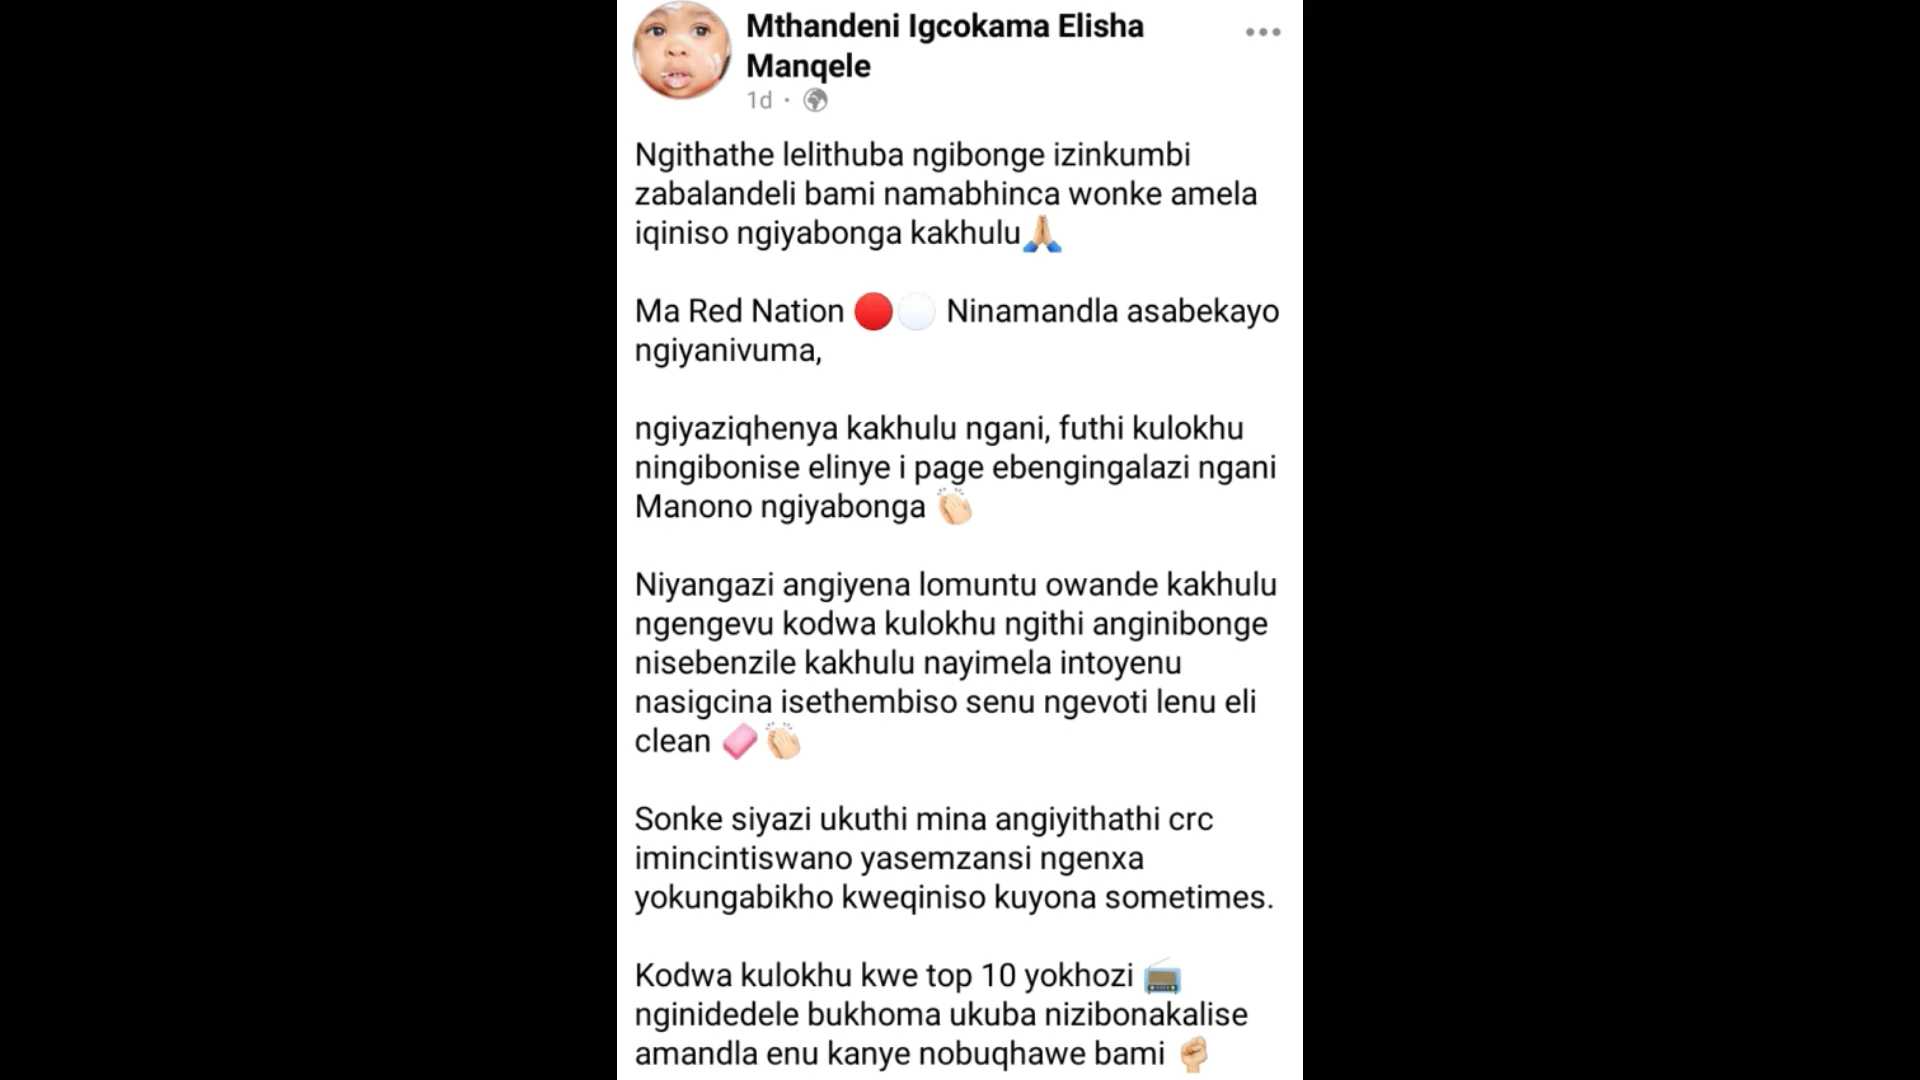 Mthandeni Igcokama Elisha
Manqele
1d ·
Ngithathe lelithuba ngibonge izinkumbi
zabalandeli bami namabhinca wonke amela
iqiniso ngiyabonga kakhulu🙏🏼
Ma Red Nation 🔴⚪ Ninamandla asabekayo
ngiyanivuma,
ngiyaziqhenya kakhulu ngani, futhi kulokhu
ningibonise elinye i page ebengingalazi ngani
Manono ngiyabonga 👏🏻
Niyangazi angiyena lomuntu owande kakhulu
ngengevu kodwa kulokhu ngithi anginibonge
nisebenzile kakhulu nayimela intoyenu
nasigcina isethembiso senu ngevoti lenu eli
clean 🧼👏🏻
Sonke siyazi ukuthi mina angiyithathi crc
imincintiswano yasemzansi ngenxa
yokungabikho kweqiniso kuyona sometimes.
Kodwa kulokhu kwe top 10 yokhozi 📻
nginidedele bukhoma ukuba nizibonakalise
amandla enu kanye nobuqhawe bami ✊🏼